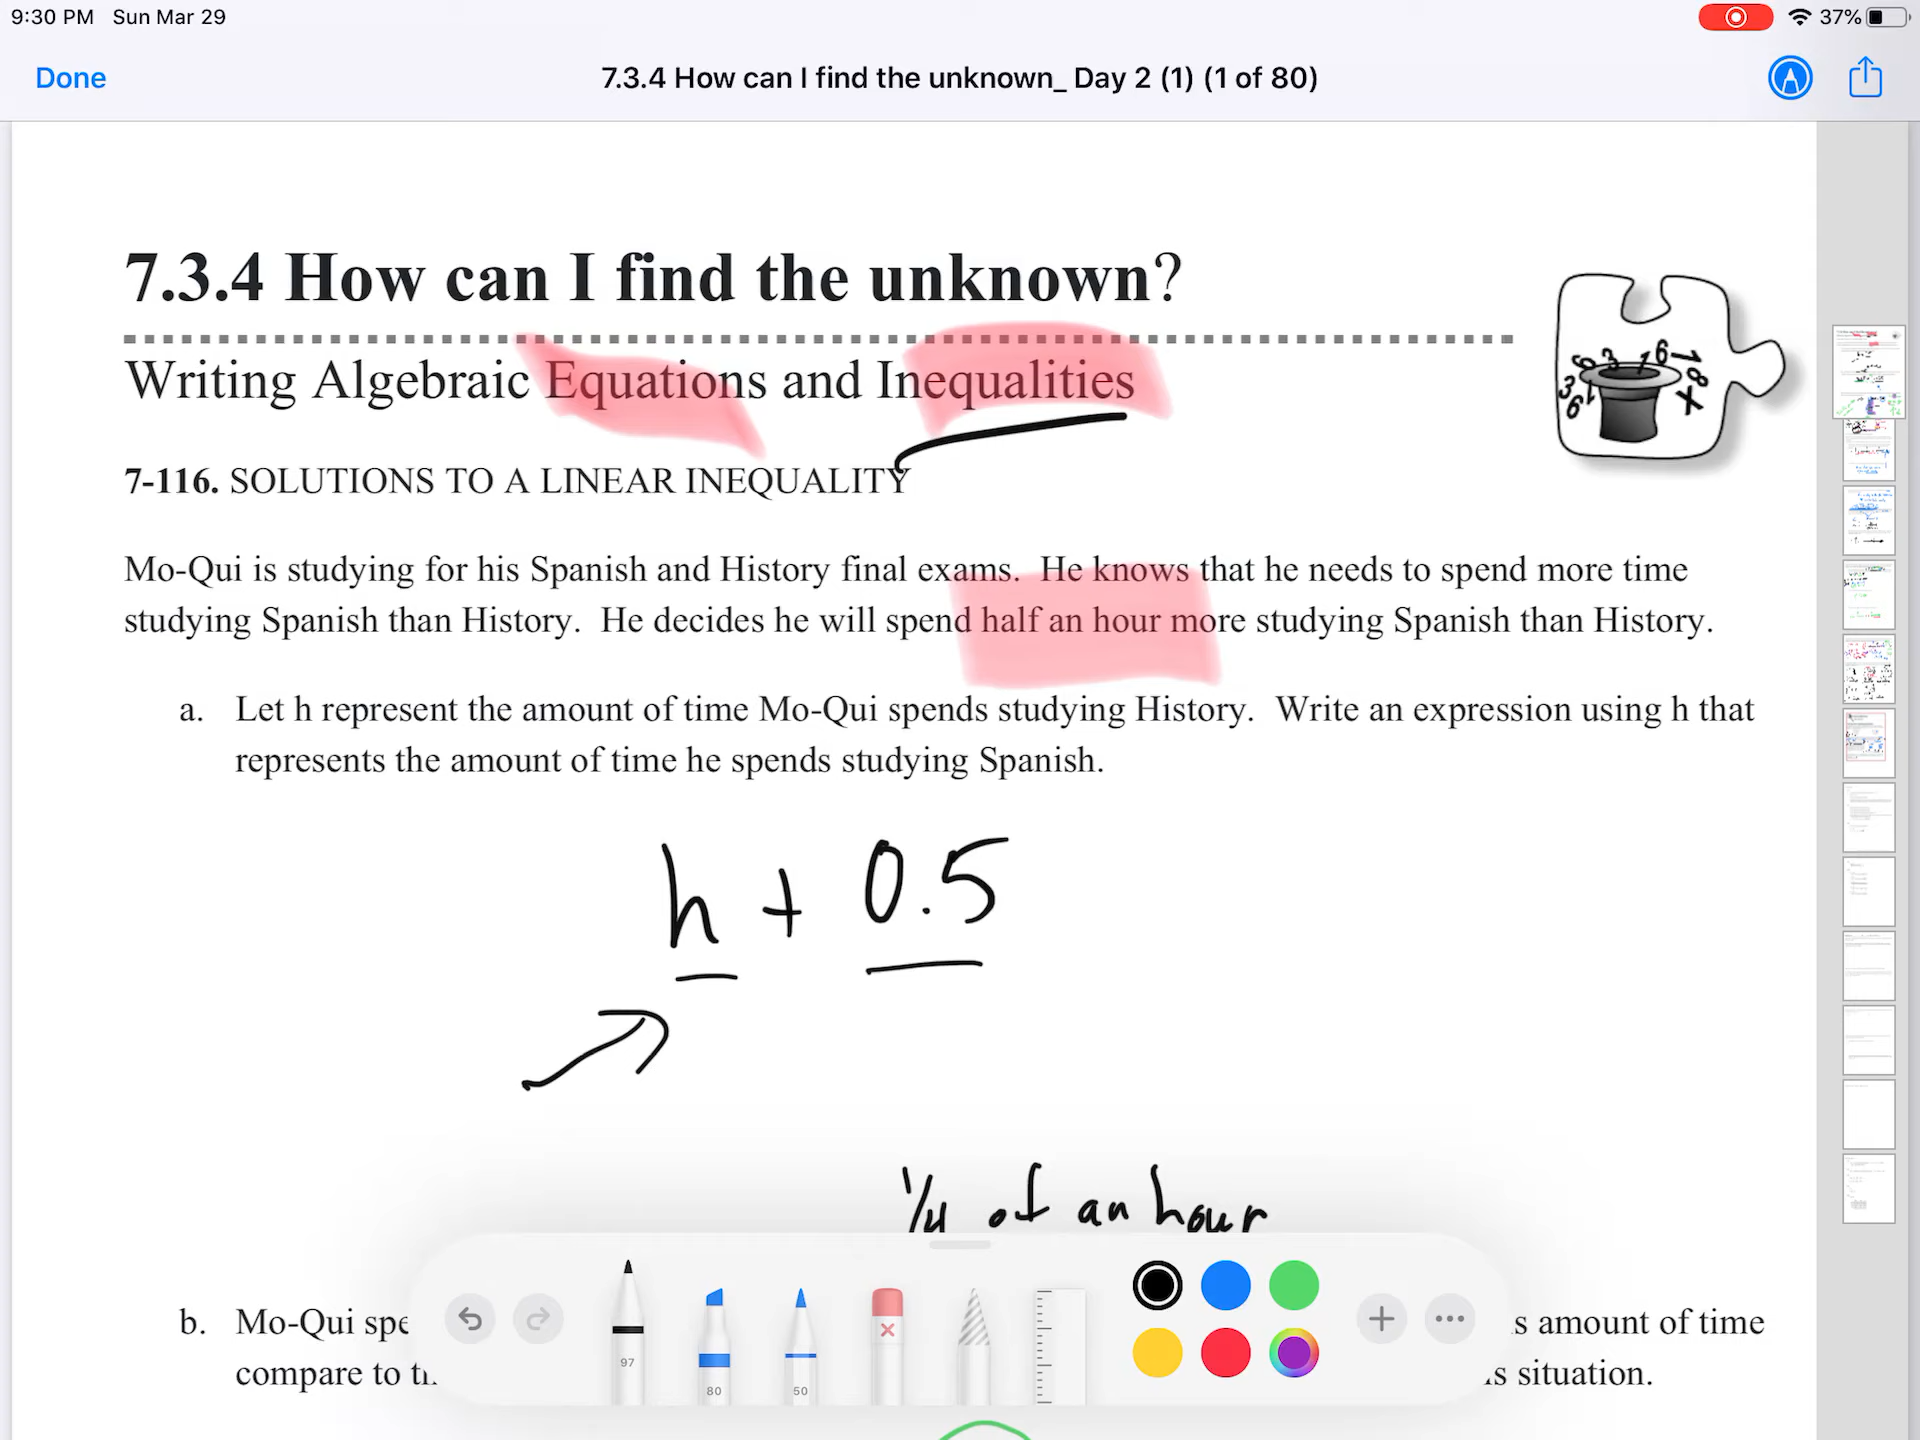 9:30 PM Sun Mar 29
37%
Done
7.3.4 How can I find the unknown_ Day 2 (1) (1 of 80)
7.3.4 How can I find the unknown?
Writing Algebraic Equations and Inequalities
7-116. SOLUTIONS TO A LINEAR INEQUALITY
Mo-Qui is studying for his Spanish and History final exams. He knows that he needs to spend more time
studying Spanish than History. He decides he will spend half an hour more studying Spanish than History.
a. Let h represent the amount of time Mo-Qui spends studying History. Write an expression using h that
represents the amount of time he spends studying Spanish.
h + 0.5
1/4 of an hour
b. Mo-Qui spe
s amount of time
compare to
s situation.
97
80
50